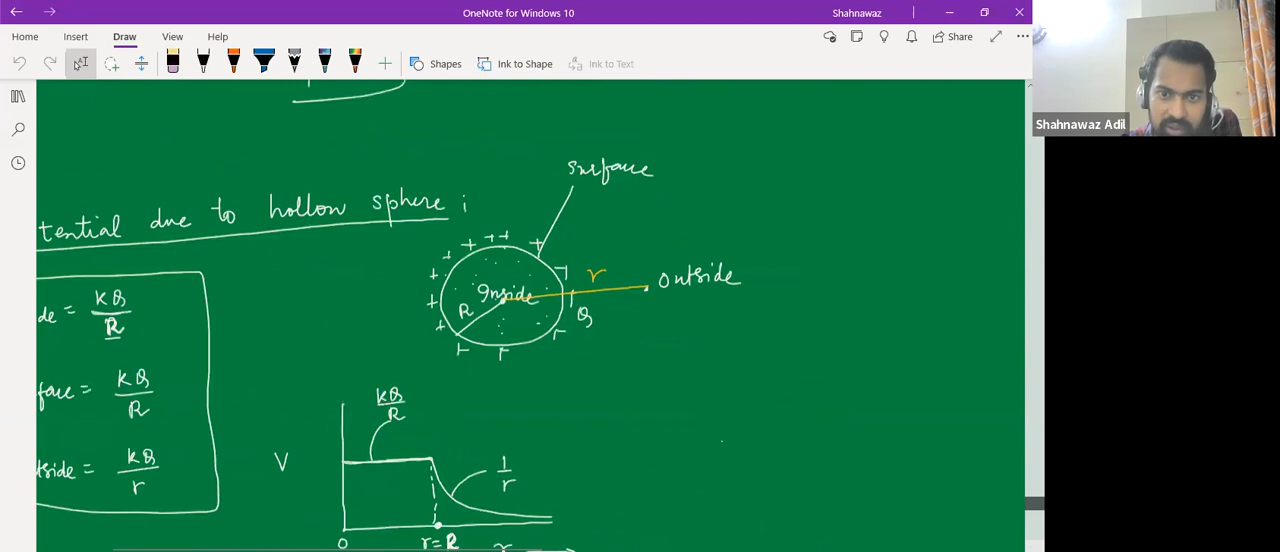 OneNote for Windows 10
Shahnawaz
Home Insert Draw View Help
Share
Shapes Ink to Shape Ink to Text
Shahnawaz Adil
surface
tential due to hollow sphere :
r
outside
Inside
R
Q
de = kQ/R
face = kQ/R
tside = kQ/r
kQ/R
V
1/r
0 r=R